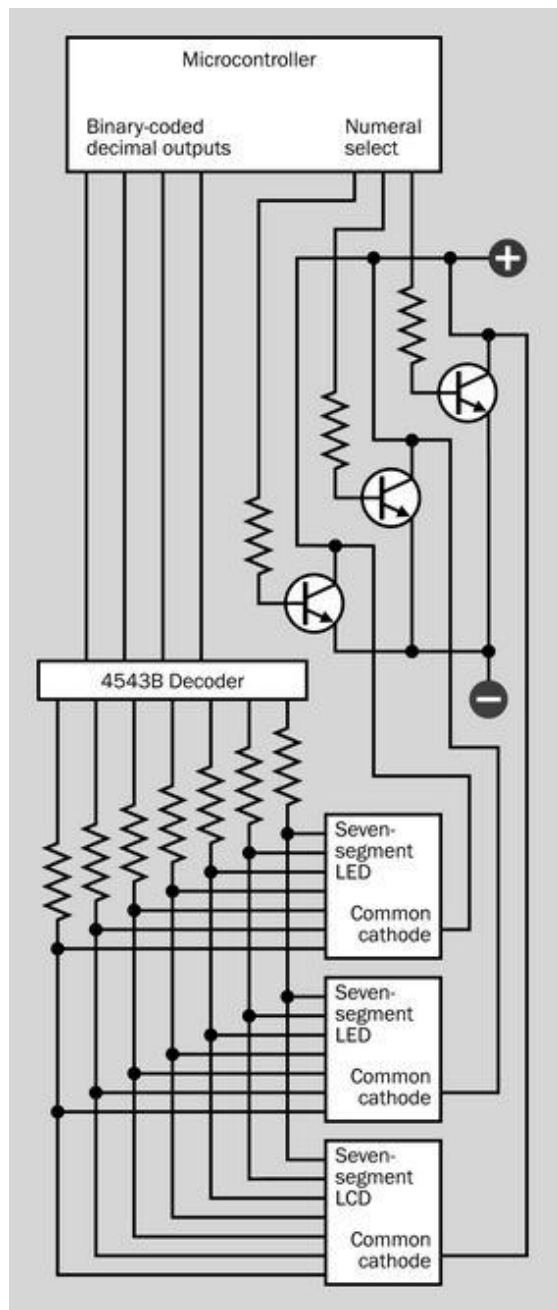 Microcontroller
Binary-coded
decimal outputs
Numeral
select
+
−
4543B Decoder
Seven-
segment
LED
Common
cathode
Seven-
segment
LED
Common
cathode
Seven-
segment
LCD
Common
cathode